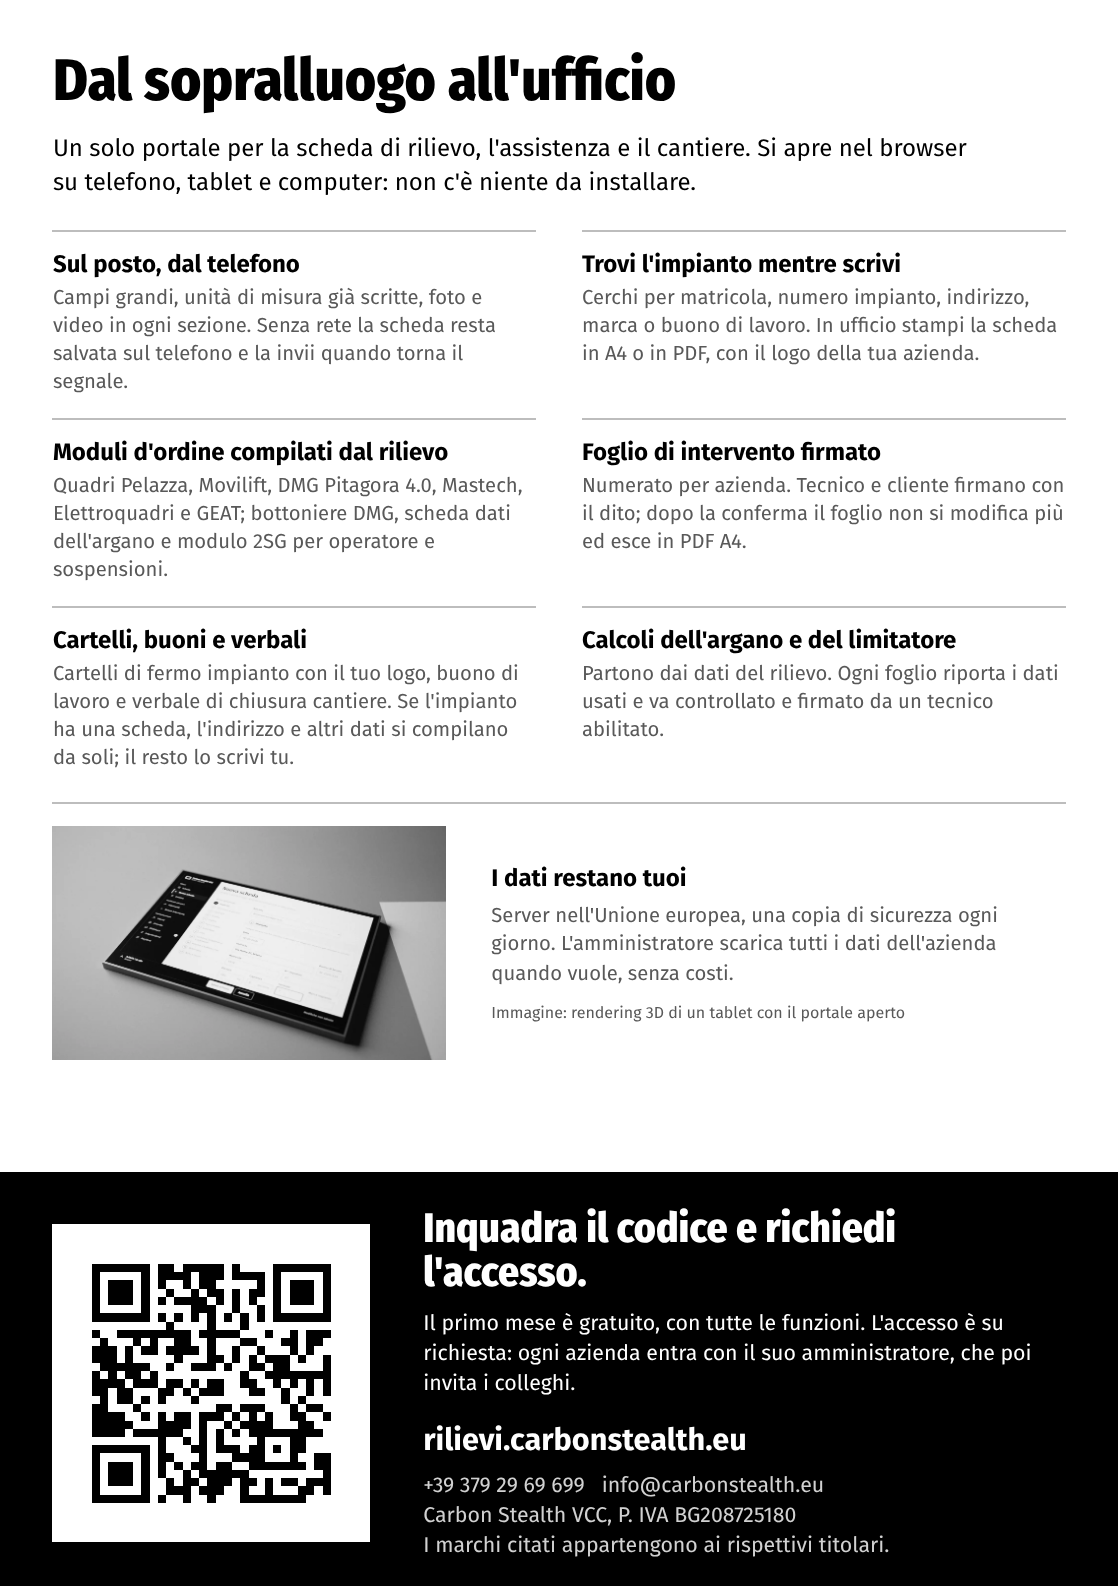 Dal sopralluogo all'ufficio
Un solo portale per la scheda di rilievo, l'assistenza e il cantiere. Si apre nel browser
su telefono, tablet e computer: non c'è niente da installare.
Sul posto, dal telefono
Campi grandi, unità di misura già scritte, foto e
video in ogni sezione. Senza rete la scheda resta
salvata sul telefono e la invii quando torna il
segnale.
Trovi l'impianto mentre scrivi
Cerchi per matricola, numero impianto, indirizzo,
marca o buono di lavoro. In ufficio stampi la scheda
in A4 o in PDF, con il logo della tua azienda.
Moduli d'ordine compilati dal rilievo
Quadri Pelazza, Movilift, DMG Pitagora 4.0, Mastech,
Elettroquadri e GEAT; bottoniere DMG, scheda dati
dell'argano e modulo 2SG per operatore e
sospensioni.
Foglio di intervento firmato
Numerato per azienda. Tecnico e cliente firmano con
il dito; dopo la conferma il foglio non si modifica più
ed esce in PDF A4.
Cartelli, buoni e verbali
Cartelli di fermo impianto con il tuo logo, buono di
lavoro e verbale di chiusura cantiere. Se l'impianto
ha una scheda, l'indirizzo e altri dati si compilano
da soli; il resto lo scrivi tu.
Calcoli dell'argano e del limitatore
Partono dai dati del rilievo. Ogni foglio riporta i dati
usati e va controllato e firmato da un tecnico
abilitato.
I dati restano tuoi
Server nell'Unione europea, una copia di sicurezza ogni
giorno. L'amministratore scarica tutti i dati dell'azienda
quando vuole, senza costi.
Immagine: rendering 3D di un tablet con il portale aperto
Inquadra il codice e richiedi
l'accesso.
Il primo mese è gratuito, con tutte le funzioni. L'accesso è su
richiesta: ogni azienda entra con il suo amministratore, che poi
invita i colleghi.
rilievi.carbonstealth.eu
+39 379 29 69 699 info@carbonstealth.eu
Carbon Stealth VCC, P. IVA BG208725180
I marchi citati appartengono ai rispettivi titolari.